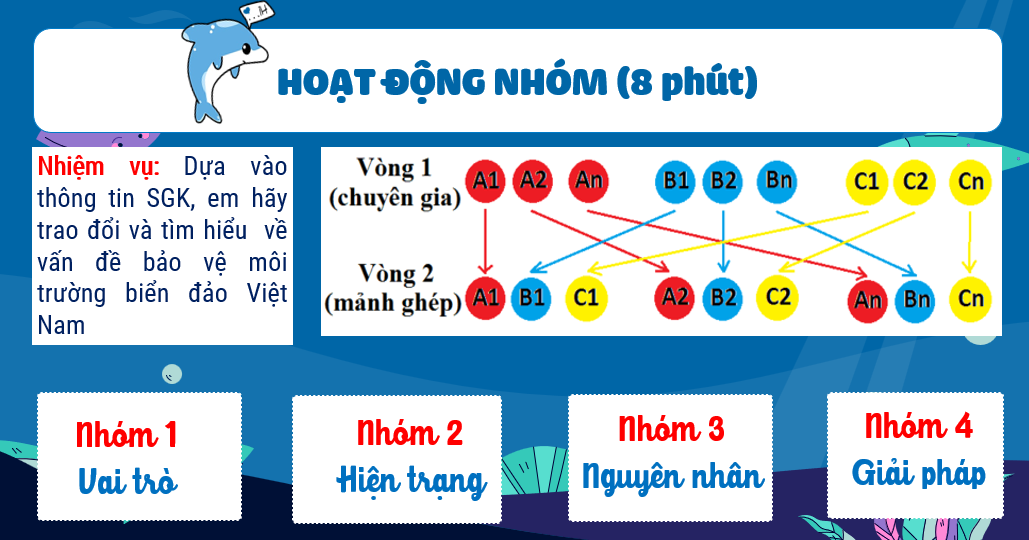 HOẠT ĐỘNG NHÓM (8 phút)
Nhiệm vụ: Dựa vào
thông tin SGK, em hãy
trao đổi và tìm hiểu về
vấn đề bảo vệ môi
trường biển đảo Việt
Nam
Vòng 1
(chuyên gia)
A1 A2 An B1 B2 Bn C1 C2 Cn
Vòng 2
(mảnh ghép)
A1 B1 C1 A2 B2 C2 An Bn Cn
Nhóm 1
Vai trò
Nhóm 2
Hiện trạng
Nhóm 3
Nguyên nhân
Nhóm 4
Giải pháp